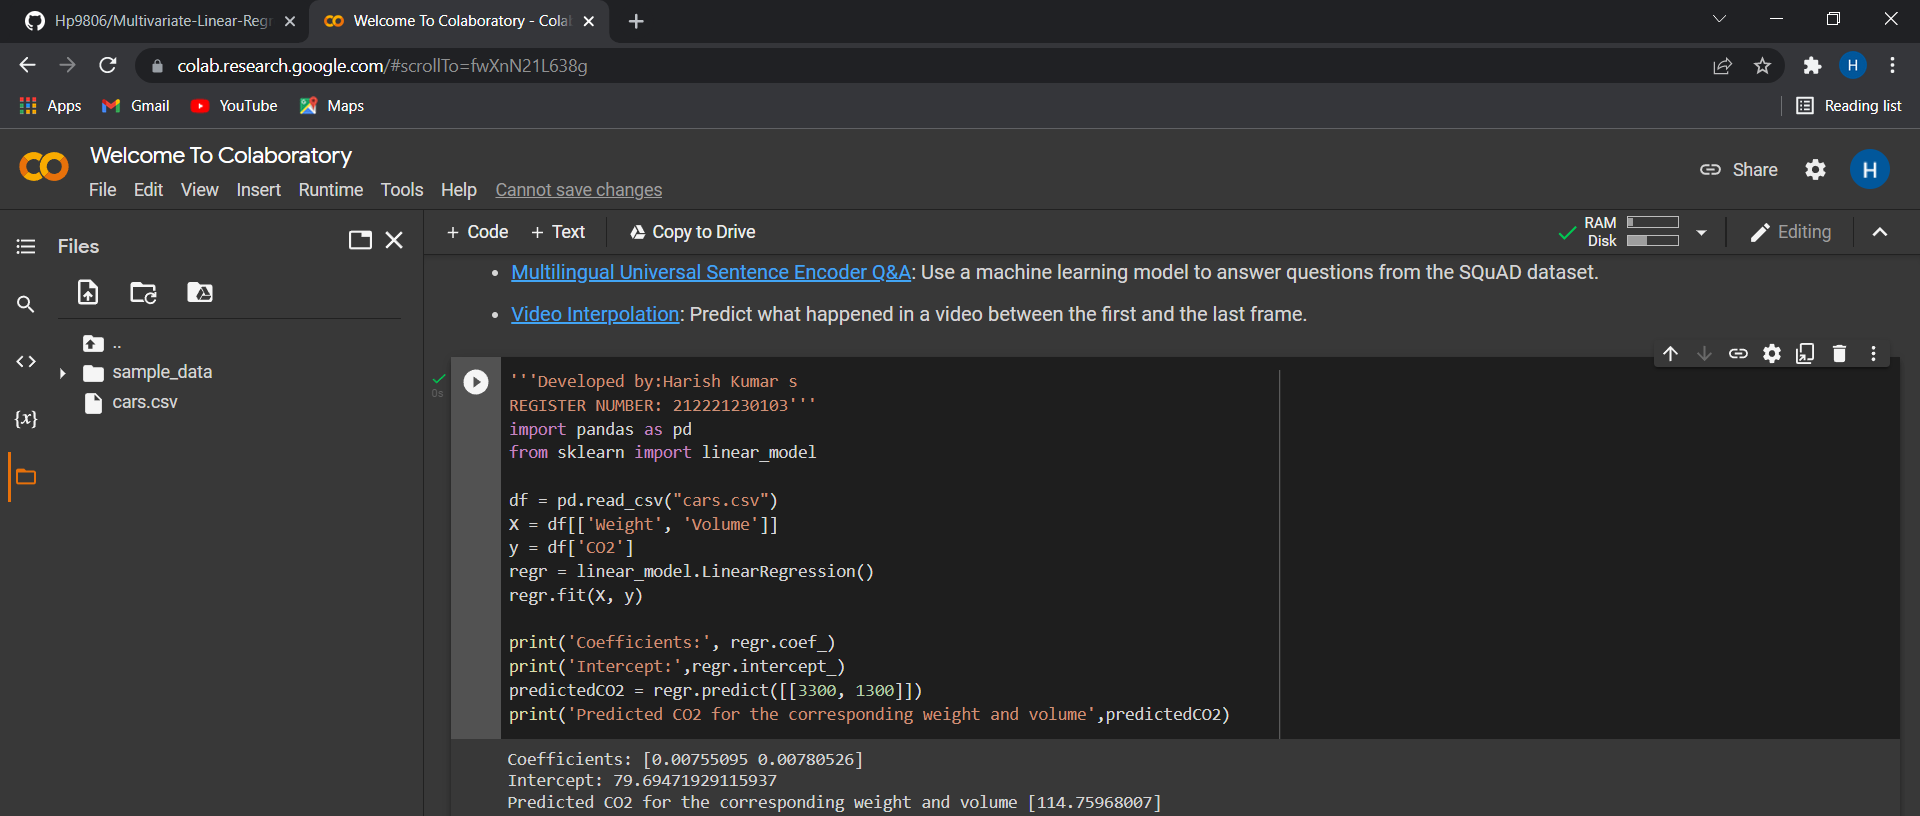 Hp9806/Multivariate-Linear-Regr
Welcome To Colaboratory - Cola
colab.research.google.com/#scrollTo=fwXnN21L638g
H
Apps Gmail YouTube Maps
Reading list
Welcome To Colaboratory
File Edit View Insert Runtime Tools Help Cannot save changes
Share
H
Files
+ Code + Text Copy to Drive
RAM
Disk
Editing
..
sample_data
cars.csv
{x}
• Multilingual Universal Sentence Encoder Q&A: Use a machine learning model to answer questions from the SQuAD dataset.
• Video Interpolation: Predict what happened in a video between the first and the last frame.
0s
'''Developed by:Harish Kumar s
REGISTER NUMBER: 212221230103'''
import pandas as pd
from sklearn import linear_model
df = pd.read_csv("cars.csv")
X = df[['Weight', 'Volume']]
y = df['CO2']
regr = linear_model.LinearRegression()
regr.fit(X, y)
print('Coefficients:', regr.coef_)
print('Intercept:',regr.intercept_)
predictedCO2 = regr.predict([[3300, 1300]])
print('Predicted CO2 for the corresponding weight and volume',predictedCO2)
Coefficients: [0.00755095 0.00780526]
Intercept: 79.69471929115937
Predicted CO2 for the corresponding weight and volume [114.75968007]